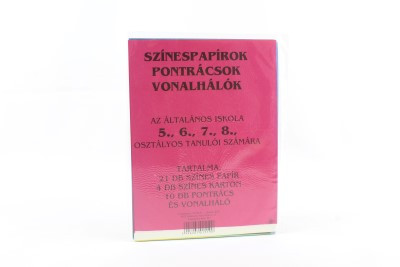 SZÍNESPAPÍROK
PONTRÁCSOK
VONALHÁLÓK
AZ ÁLTALÁNOS ISKOLA
5., 6., 7., 8.,
OSZTÁLYOS TANULÓI SZÁMÁRA
TARTALMA:
21 DB SZÍNES PAPÍR
4 DB SZÍNES KARTON
10 DB PONTRÁCS
ÉS VONALHÁLÓ